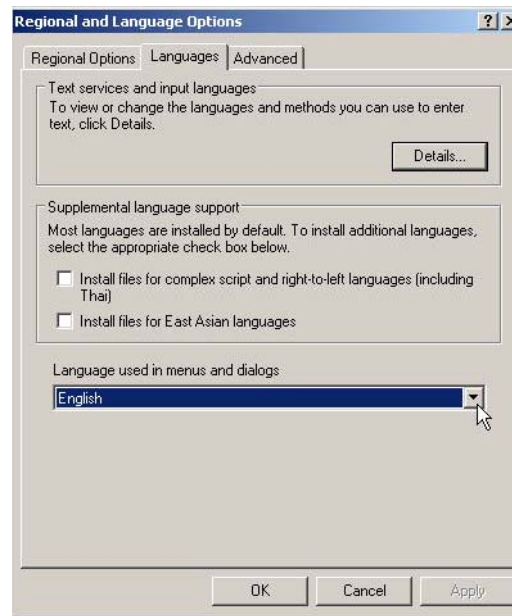 Regional and Language Options
Regional Options Languages Advanced
Text services and input languages
To view or change the languages and methods you can use to enter
text, click Details.
Details...
Supplemental language support
Most languages are installed by default. To install additional languages,
select the appropriate check box below.
Install files for complex script and right-to-left languages (including
Thai)
Install files for East Asian languages
Language used in menus and dialogs
English
OK Cancel Apply